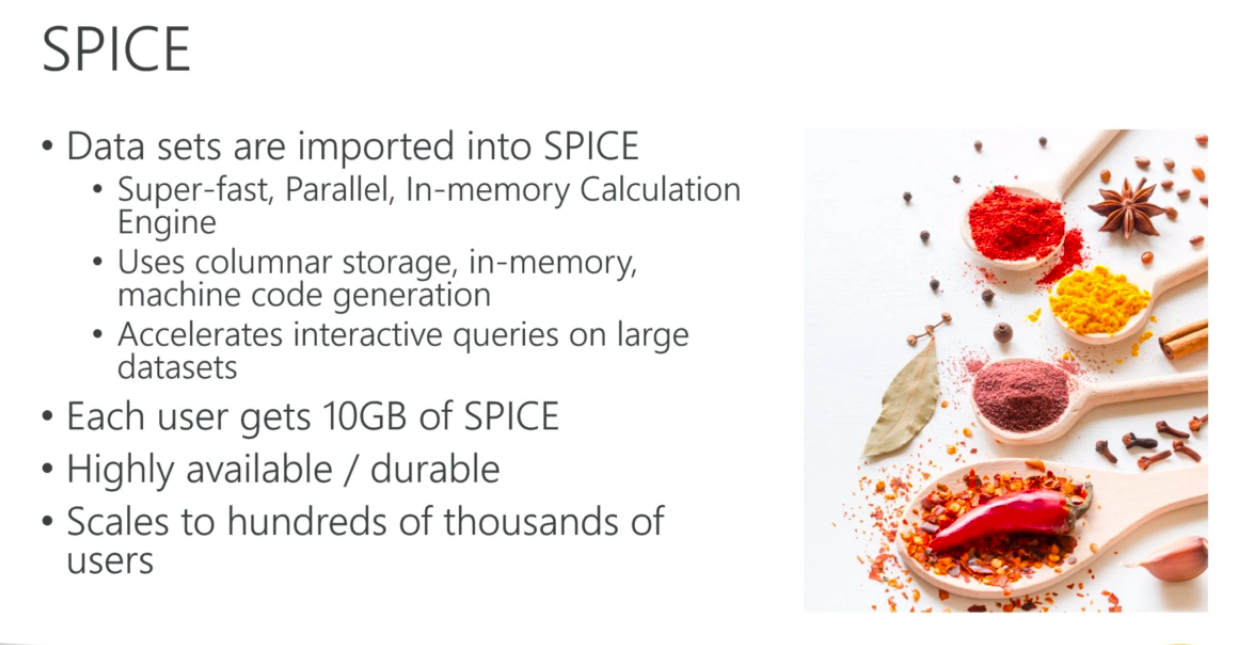 SPICE
• Data sets are imported into SPICE
• Super-fast, Parallel, In-memory Calculation
Engine
• Uses columnar storage, in-memory,
machine code generation
• Accelerates interactive queries on large
datasets
• Each user gets 10GB of SPICE
• Highly available / durable
• Scales to hundreds of thousands of
users